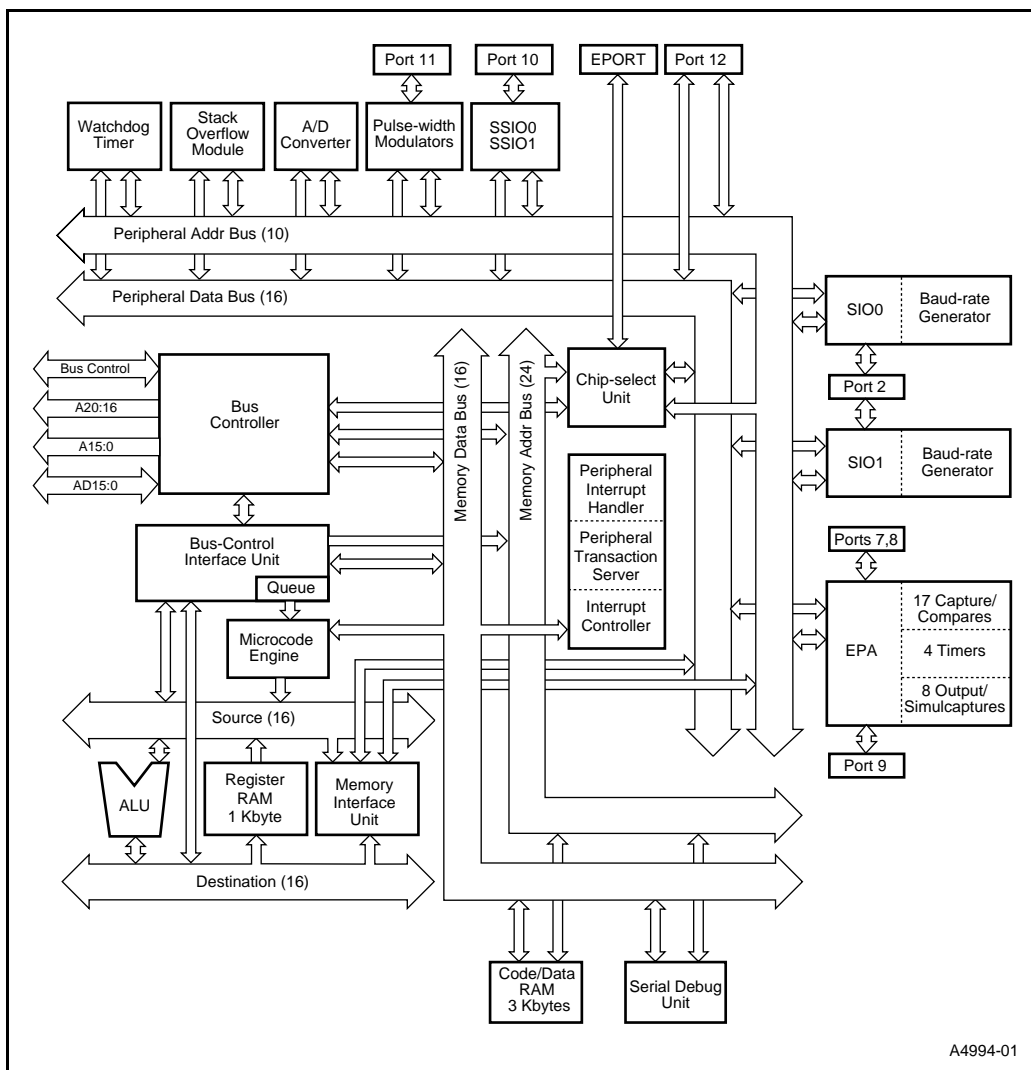 Port 11
Port 10
EPORT
Port 12
Watchdog
Timer
Stack
Overflow
Module
A/D
Converter
Pulse-width
Modulators
SSIO0
SSIO1
Peripheral Addr Bus (10)
Peripheral Data Bus (16)
SIO0
Baud-rate
Generator
Port 2
SIO1
Baud-rate
Generator
Bus Control
A20:16
A15:0
AD15:0
Bus
Controller
Memory Data Bus (16)
Memory Addr Bus (24)
Chip-select
Unit
Peripheral
Interrupt
Handler
Peripheral
Transaction
Server
Interrupt
Controller
Bus-Control
Interface Unit
Queue
Microcode
Engine
Ports 7,8
EPA
17 Capture/
Compares
4 Timers
8 Output/
Simulcaptures
Port 9
Source (16)
ALU
Register
RAM
1 Kbyte
Memory
Interface
Unit
Destination (16)
Code/Data
RAM
3 Kbytes
Serial Debug
Unit
A4994-01